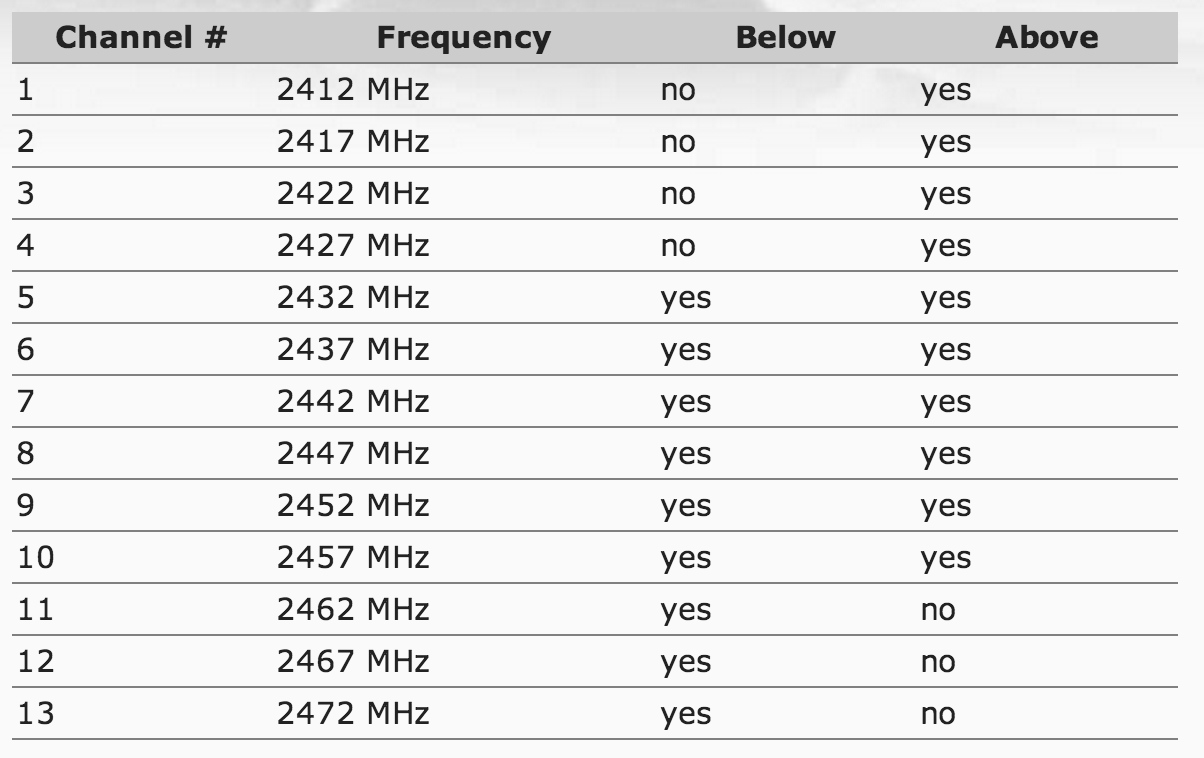 Channel # Frequency Below Above
1 2412 MHz no yes
2 2417 MHz no yes
3 2422 MHz no yes
4 2427 MHz no yes
5 2432 MHz yes yes
6 2437 MHz yes yes
7 2442 MHz yes yes
8 2447 MHz yes yes
9 2452 MHz yes yes
10 2457 MHz yes yes
11 2462 MHz yes no
12 2467 MHz yes no
13 2472 MHz yes no